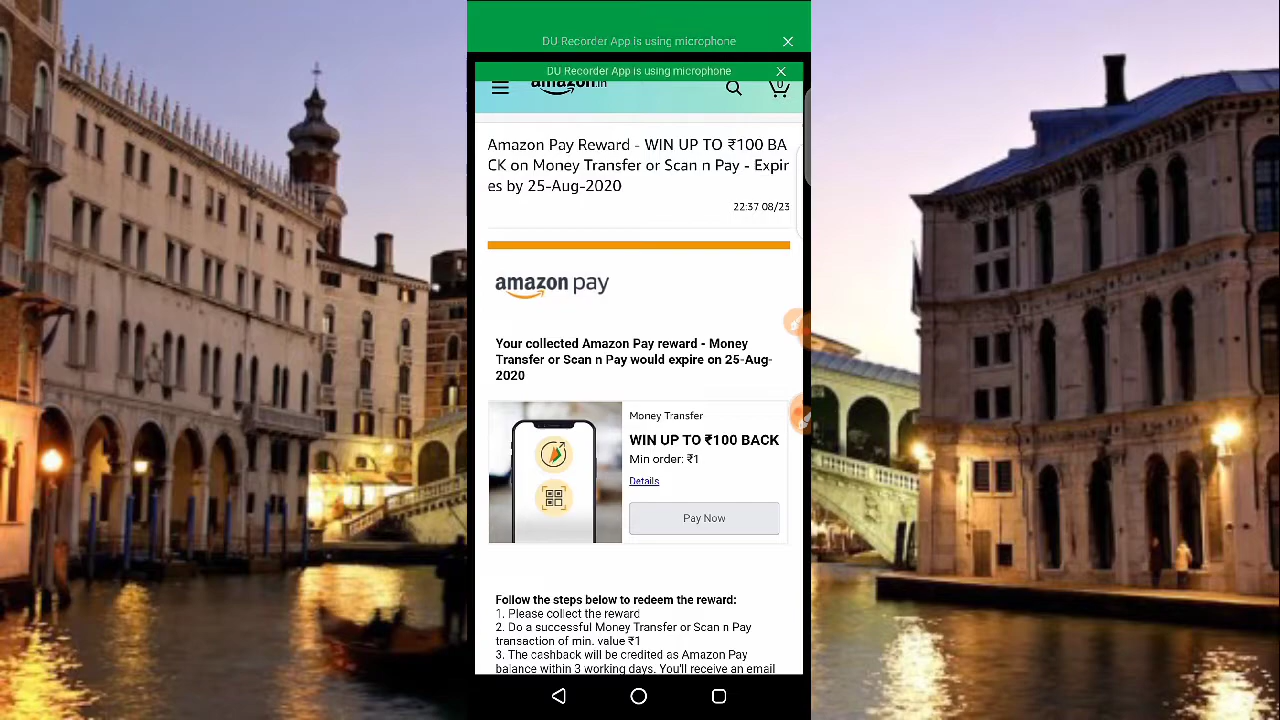 DU Recorder App is using microphone
DU Recorder App is using microphone
amazon.in
0
Amazon Pay Reward - WIN UP TO ₹100 BA
CK on Money Transfer or Scan n Pay - Expir
es by 25-Aug-2020
22:37 08/23
amazon pay
Your collected Amazon Pay reward - Money
Transfer or Scan n Pay would expire on 25-Aug-
2020
Money Transfer
WIN UP TO ₹100 BACK
Min order: ₹1
Details
Pay Now
Follow the steps below to redeem the reward:
1. Please collect the reward
2. Do a successful Money Transfer or Scan n Pay
transaction of min. value ₹1
3. The cashback will be credited as Amazon Pay
balance within 3 working days. You'll receive an email